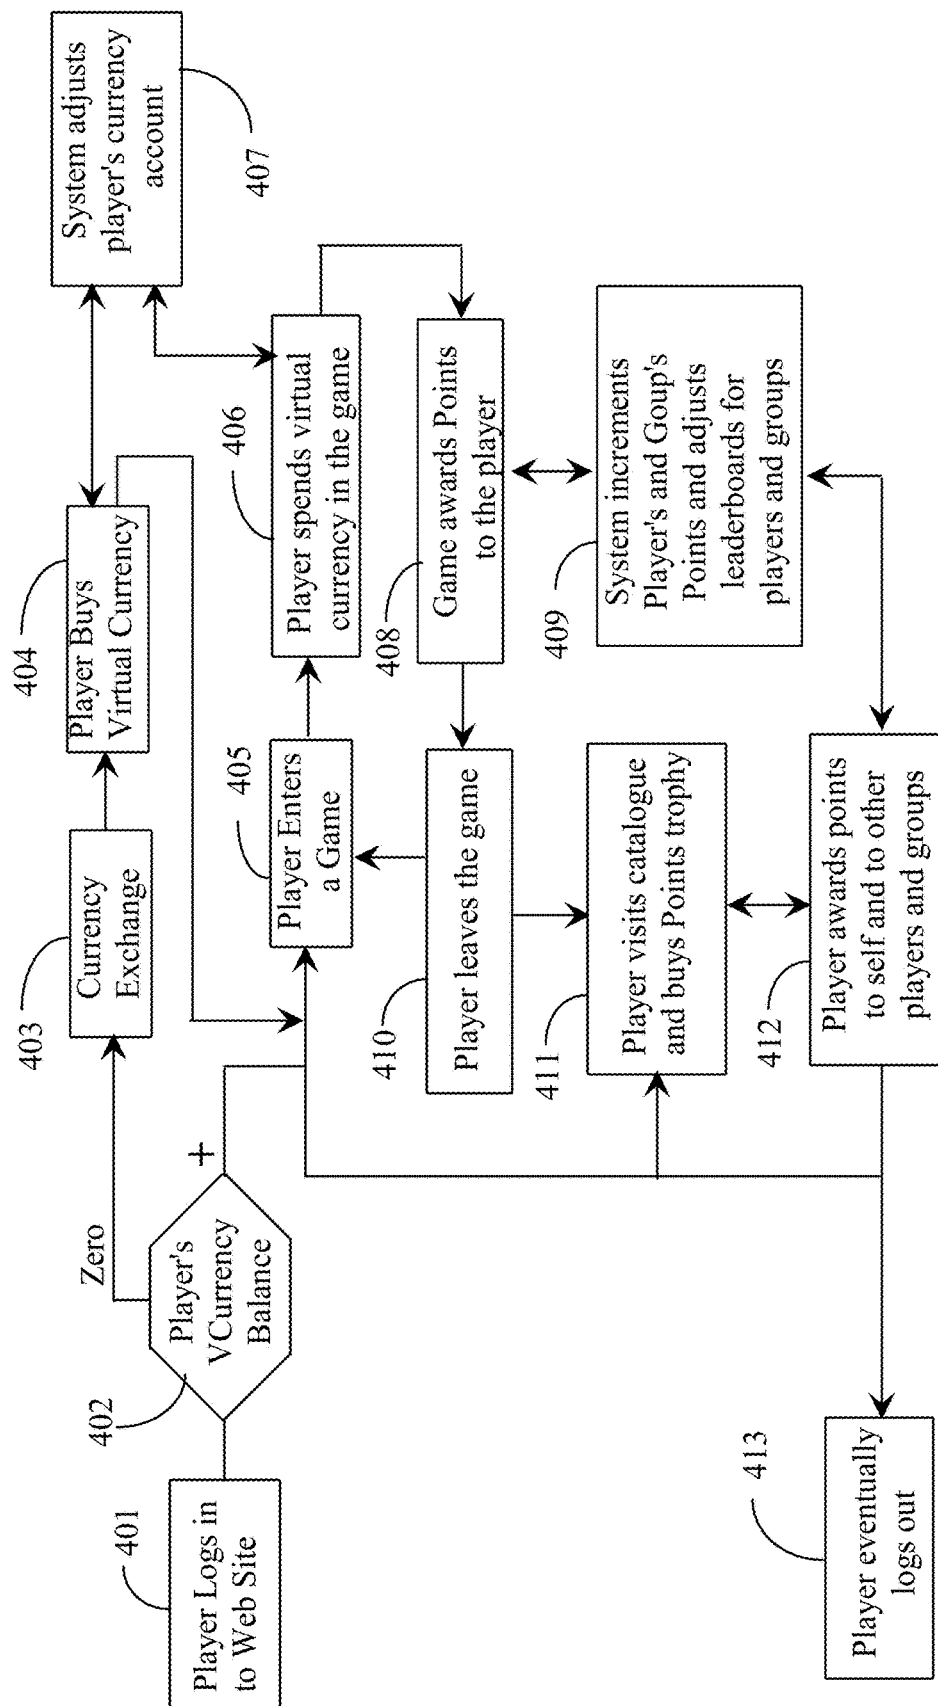 401
Player Logs in
to Web Site
402
Player's
VCurrency
Balance
Zero
+
403
Currency
Exchange
404
Player Buys
Virtual Currency
System adjusts
player's currency
account
407
405
Player Enters
a Game
406
Player spends virtual
currency in the game
408
Game awards Points
to the player
409
System increments
Player's and Goup's
Points and adjusts
leaderboards for
players and groups
410
Player leaves the game
411
Player visits catalogue
and buys Points trophy
412
Player awards points
to self and to other
players and groups
413
Player eventually
logs out